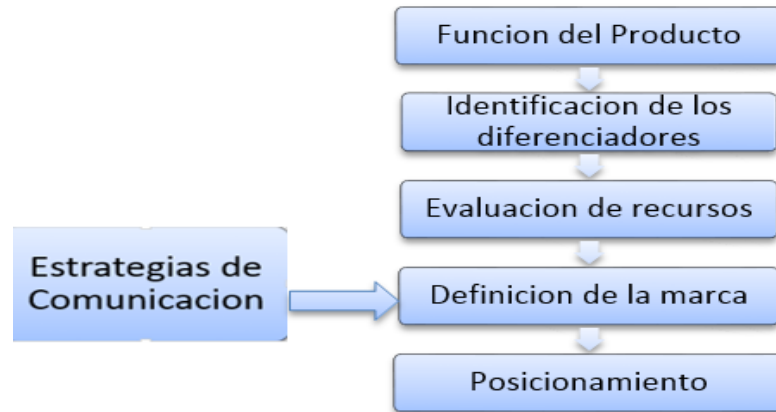 Funcion del Producto
Identificacion de los
diferenciadores
Evaluacion de recursos
Estrategias de
Comunicacion
Definicion de la marca
Posicionamiento